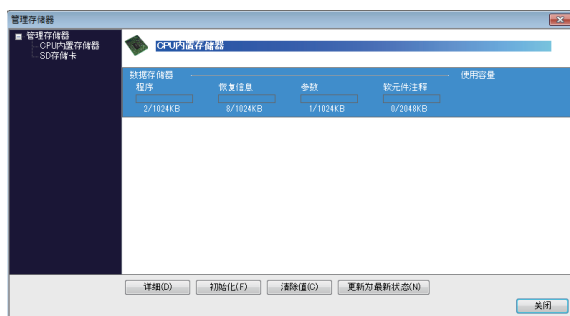 管理存储器
管理存储器
CPU内置存储器
SD存储卡
CPU内置存储器
数据存储器 使用容量
程序 恢复信息 参数 软元件注释
2/1024KB 8/1024KB 1/1024KB 0/2048KB
详细(D) 初始化(F) 清除值(C) 更新为最新状态(N)
关闭